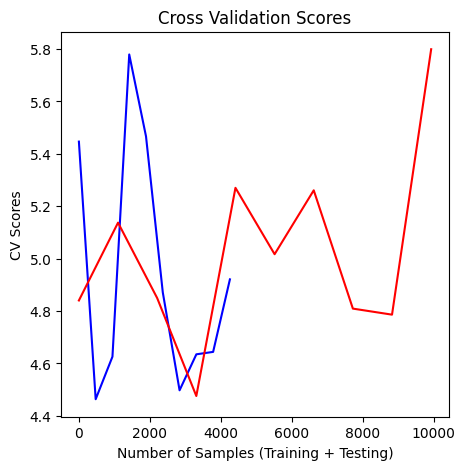 Cross Validation Scores
5.8
5.6
5.4
5.2
5.0
4.8
4.6
4.4
CV Scores
0 2000 4000 6000 8000 10000
Number of Samples (Training + Testing)